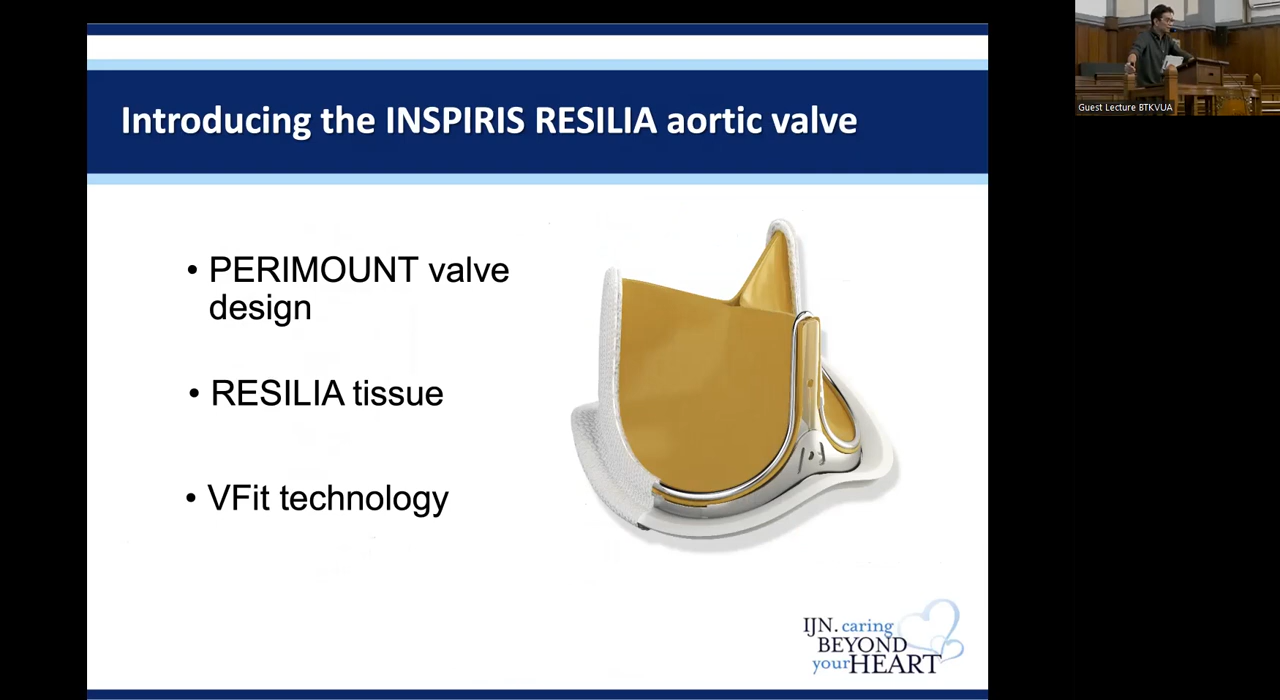 Introducing the INSPIRIS RESILIA aortic valve
• PERIMOUNT valve
design
• RESILIA tissue
• VFit technology
IJN. caring
BEYOND
your HEART
Guest Lecture BTKVUA